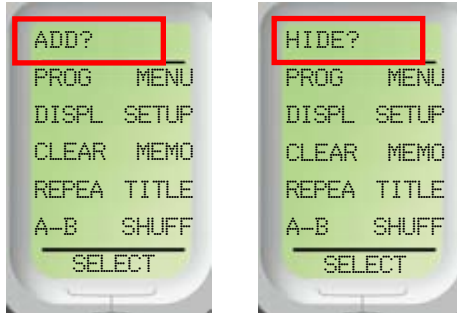 ADD?
PROG MENU
DISPL SETUP
CLEAR MEMO
REPEA TITLE
A-B SHUFF
SELECT
HIDE?
PROG MENU
DISPL SETUP
CLEAR MEMO
REPEA TITLE
A-B SHUFF
SELECT